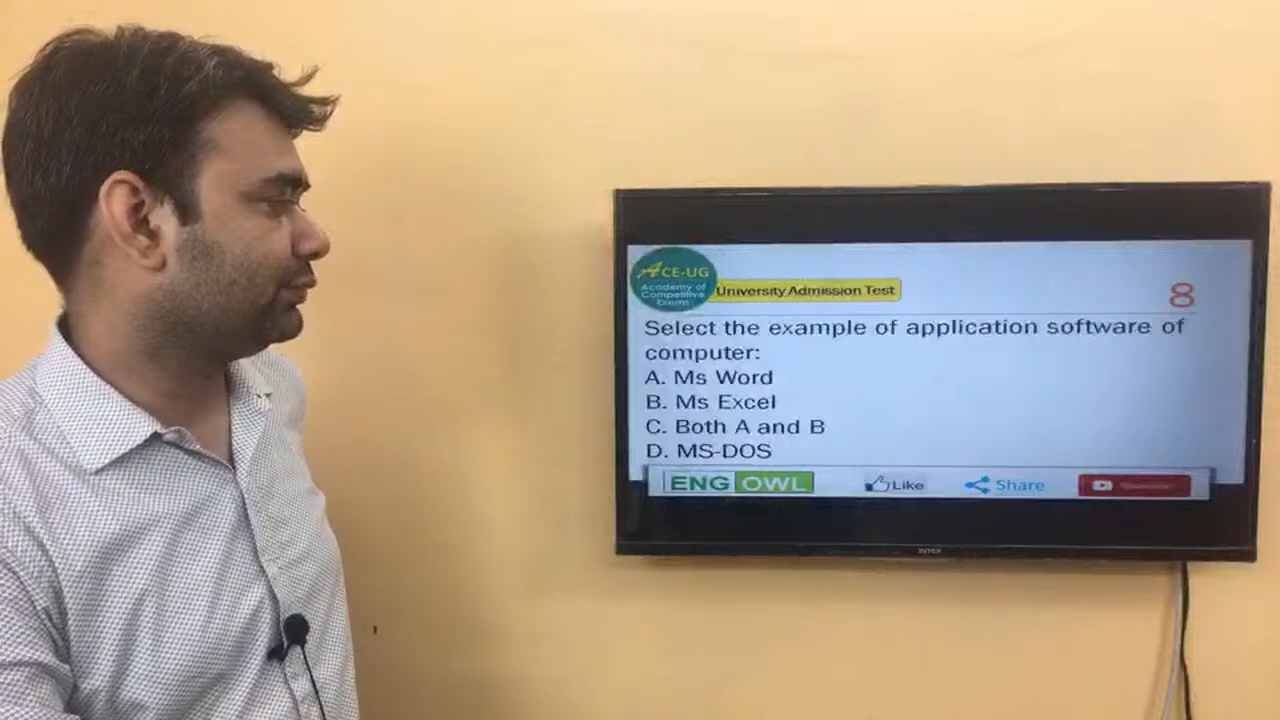 ACE-UG
Academy of
Competitive
Exams
University Admission Test
8
Select the example of application software of
computer:
A. Ms Word
B. Ms Excel
C. Both A and B
D. MS-DOS
ENG OWL
Like
Share
INTEX